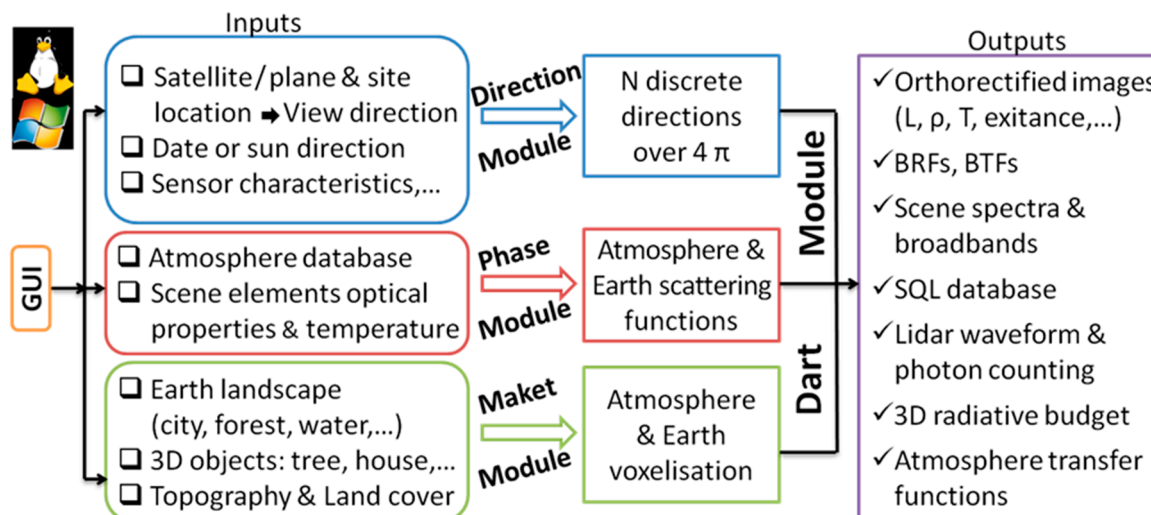 Inputs
Outputs
GUI
❑ Satellite/plane & site
location ➡ View direction
❑ Date or sun direction
❑ Sensor characteristics,...
Direction
Module
N discrete
directions
over 4 π
❑ Atmosphere database
❑ Scene elements optical
properties & temperature
Phase
Module
Atmosphere &
Earth scattering
functions
❑ Earth landscape
(city, forest, water,...)
❑ 3D objects: tree, house,...
❑ Topography & Land cover
Maket
Module
Atmosphere
& Earth
voxelisation
Dart Module
✓Orthorectified images
(L, ρ, T, exitance,...)
✓BRFs, BTFs
✓Scene spectra &
broadbands
✓SQL database
✓Lidar waveform &
photon counting
✓3D radiative budget
✓Atmosphere transfer
functions